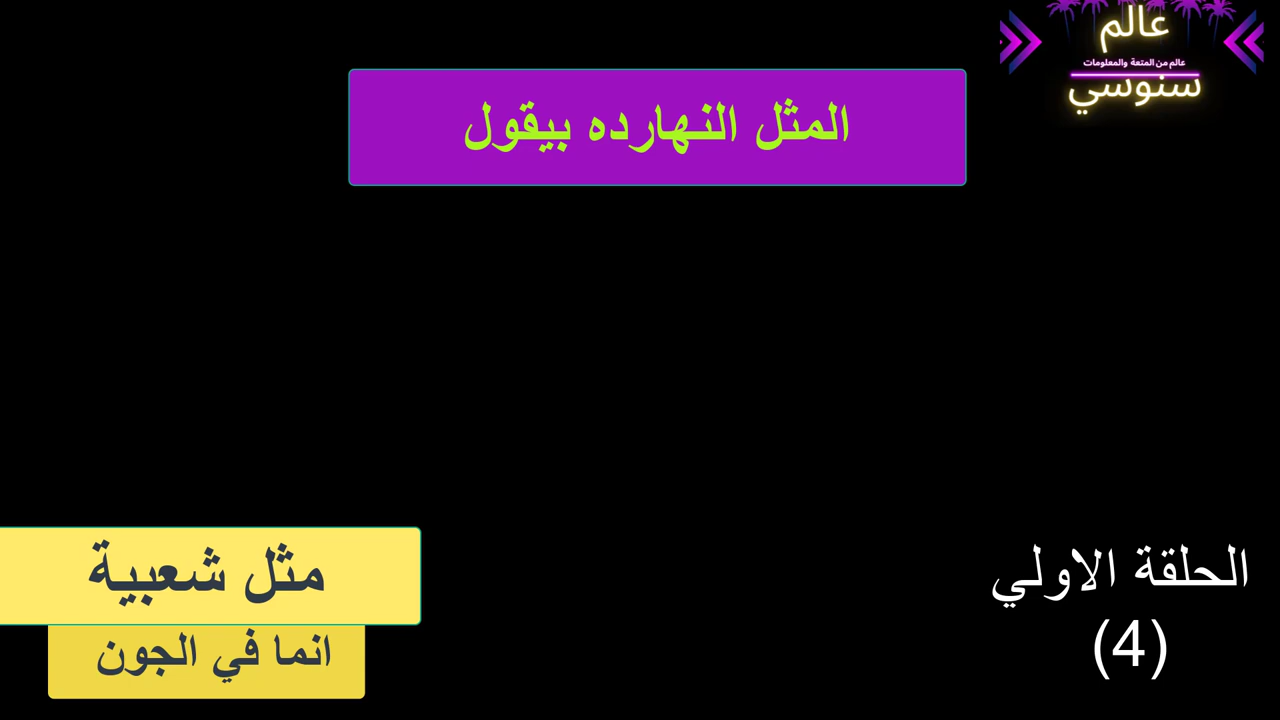 عالم
عالم من المتعة والمعلومات
سنوسي
المثل النهارده بيقول
مثل شعبية
انما في الجون
الحلقة الاولي
(4)